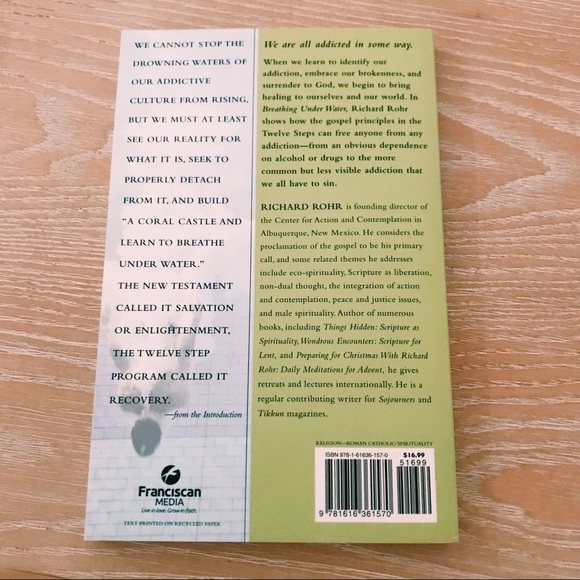 WE CANNOT STOP THE
DROWNING WATERS OF
OUR ADDICTIVE
CULTURE FROM RISING,
BUT WE MUST AT LEAST
SEE OUR REALITY FOR
WHAT IT IS, SEEK TO
PROPERLY DETACH
FROM IT, AND BUILD
"A CORAL CASTLE AND
LEARN TO BREATHE
UNDER WATER."
THE NEW TESTAMENT
CALLED IT SALVATION
OR ENLIGHTENMENT,
THE TWELVE STEP
PROGRAM CALLED IT
RECOVERY.
—from the Introduction
Franciscan
MEDIA
Live in love. Grow in faith.
TEXT PRINTED ON RECYCLED PAPER
We are all addicted in some way.
When we learn to identify our
addiction, embrace our brokenness, and
surrender to God, we begin to bring
healing to ourselves and our world. In
Breathing Under Water, Richard Rohr
shows how the gospel principles in the
Twelve Steps can free anyone from any
addiction—from an obvious dependence
on alcohol or drugs to the more
common but less visible addiction that
we all have to sin.
RICHARD ROHR is founding director of
the Center for Action and Contemplation in
Albuquerque, New Mexico. He considers the
proclamation of the gospel to be his primary
call, and some related themes he addresses
include eco-spirituality, Scripture as liberation,
non-dual thought, the integration of action
and contemplation, peace and justice issues,
and male spirituality. Author of numerous
books, including Things Hidden: Scripture as
Spirituality, Wondrous Encounters: Scripture for
Lent, and Preparing for Christmas With Richard
Rohr: Daily Meditations for Advent, he gives
retreats and lectures internationally. He is a
regular contributing writer for Sojourners and
Tikkun magazines.
RELIGION—ROMAN CATHOLIC/SPIRITUALITY
ISBN 978-1-61636-157-0
$16.99
51699
9 781616 361570